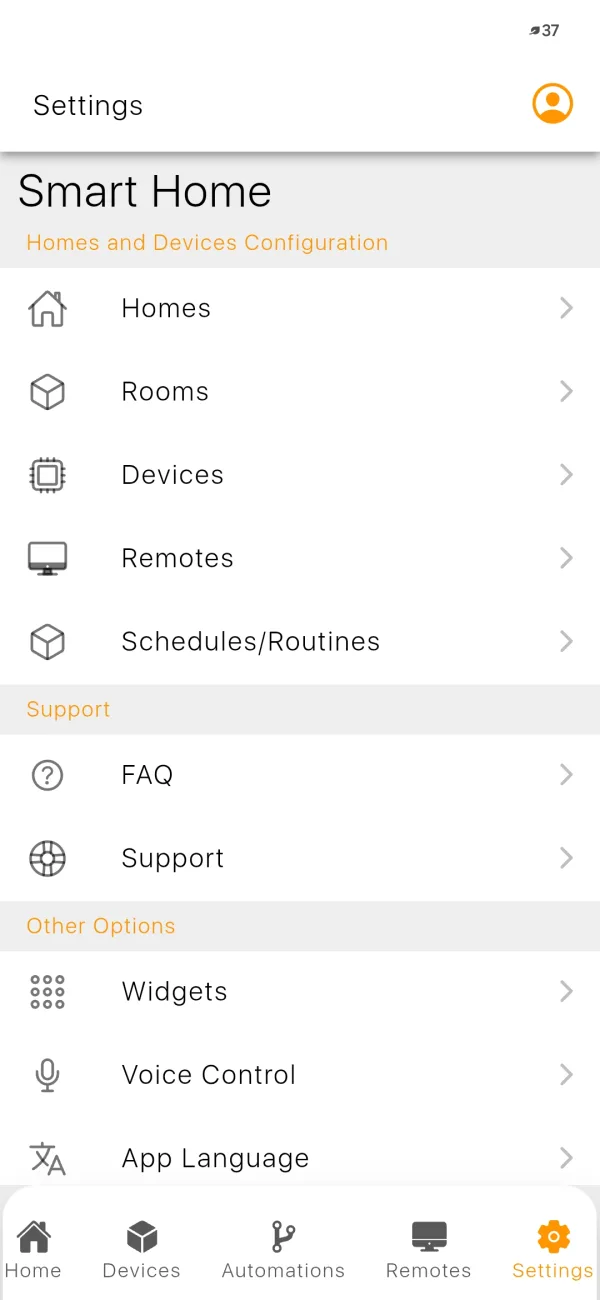 37
Settings
Smart Home
Homes and Devices Configuration
Homes
Rooms
Devices
Remotes
Schedules/Routines
Support
FAQ
Support
Other Options
Widgets
Voice Control
App Language
Home Devices Automations Remotes Settings